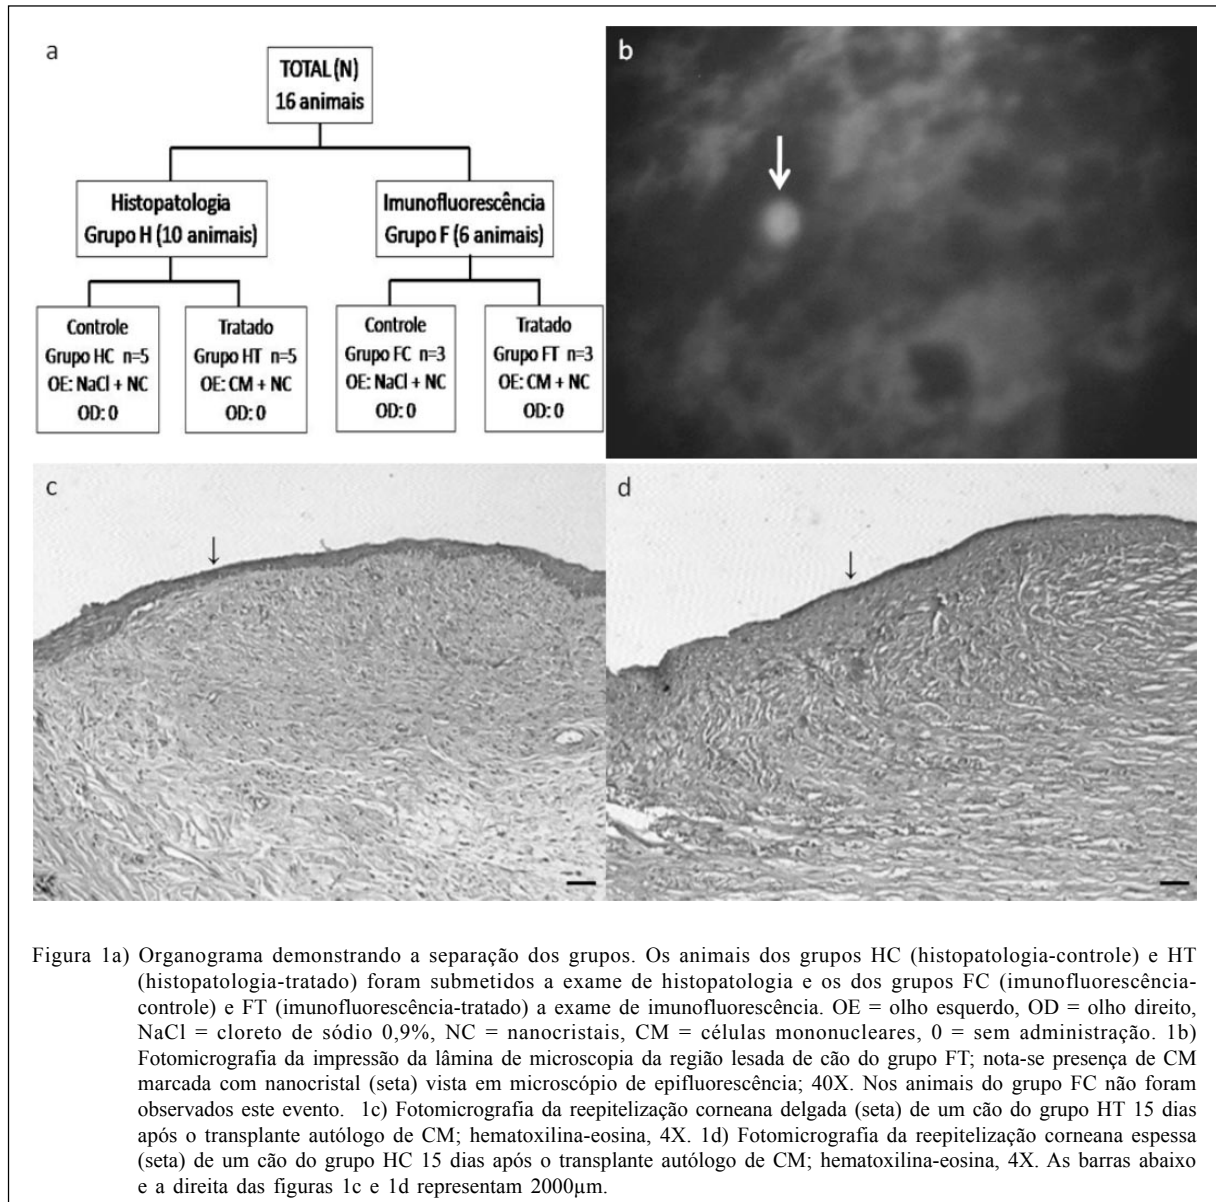 a
TOTAL (N)
16 animais
Histopatologia
Grupo H (10 animais)
Imunofluorescência
Grupo F (6 animais)
Controle
Grupo HC n=5
OE: NaCl + NC
OD: 0
Tratado
Grupo HT n=5
OE: CM + NC
OD: 0
Controle
Grupo FC n=3
OE: NaCl + NC
OD: 0
Tratado
Grupo FT n=3
OE: CM + NC
OD: 0
b
c
d
Figura 1a) Organograma demonstrando a separação dos grupos. Os animais dos grupos HC (histopatologia-controle) e HT
(histopatologia-tratado) foram submetidos a exame de histopatologia e os dos grupos FC (imunofluorescência-
controle) e FT (imunofluorescência-tratado) a exame de imunofluorescência. OE = olho esquerdo, OD = olho direito,
NaCl = cloreto de sódio 0,9%, NC = nanocristais, CM = células mononucleares, 0 = sem administração. 1b)
Fotomicrografia da impressão da lâmina de microscopia da região lesada de cão do grupo FT; nota-se presença de CM
marcada com nanocristal (seta) vista em microscópio de epifluorescência; 40X. Nos animais do grupo FC não foram
observados este evento. 1c) Fotomicrografia da reepitelização corneana delgada (seta) de um cão do grupo HT 15 dias
após o transplante autólogo de CM; hematoxilina-eosina, 4X. 1d) Fotomicrografia da reepitelização corneana espessa
(seta) de um cão do grupo HC 15 dias após o transplante autólogo de CM; hematoxilina-eosina, 4X. As barras abaixo
e a direita das figuras 1c e 1d representam 2000µm.